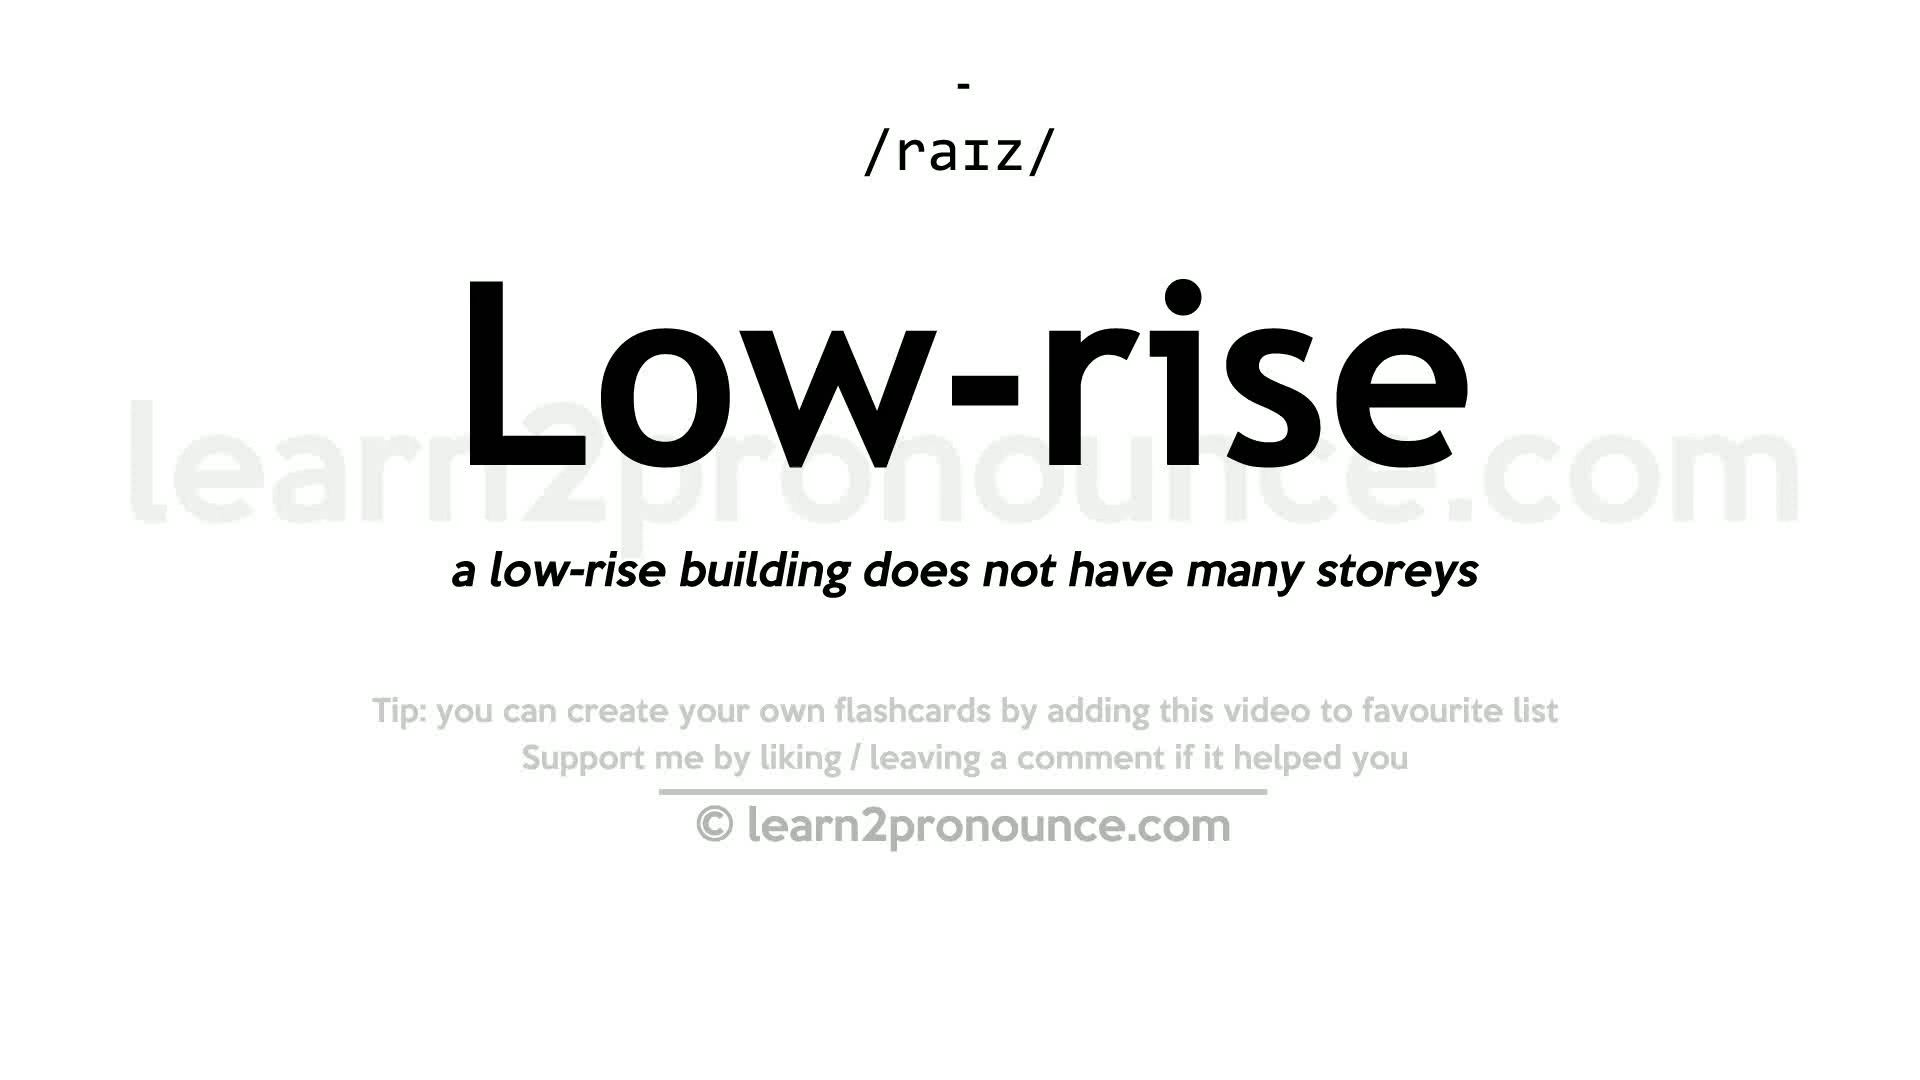 -
/raɪz/
Low-rise
learn2pronounce.com
a low-rise building does not have many storeys
Tip: you can create your own flashcards by adding this video to favourite list
Support me by liking / leaving a comment if it helped you
© learn2pronounce.com